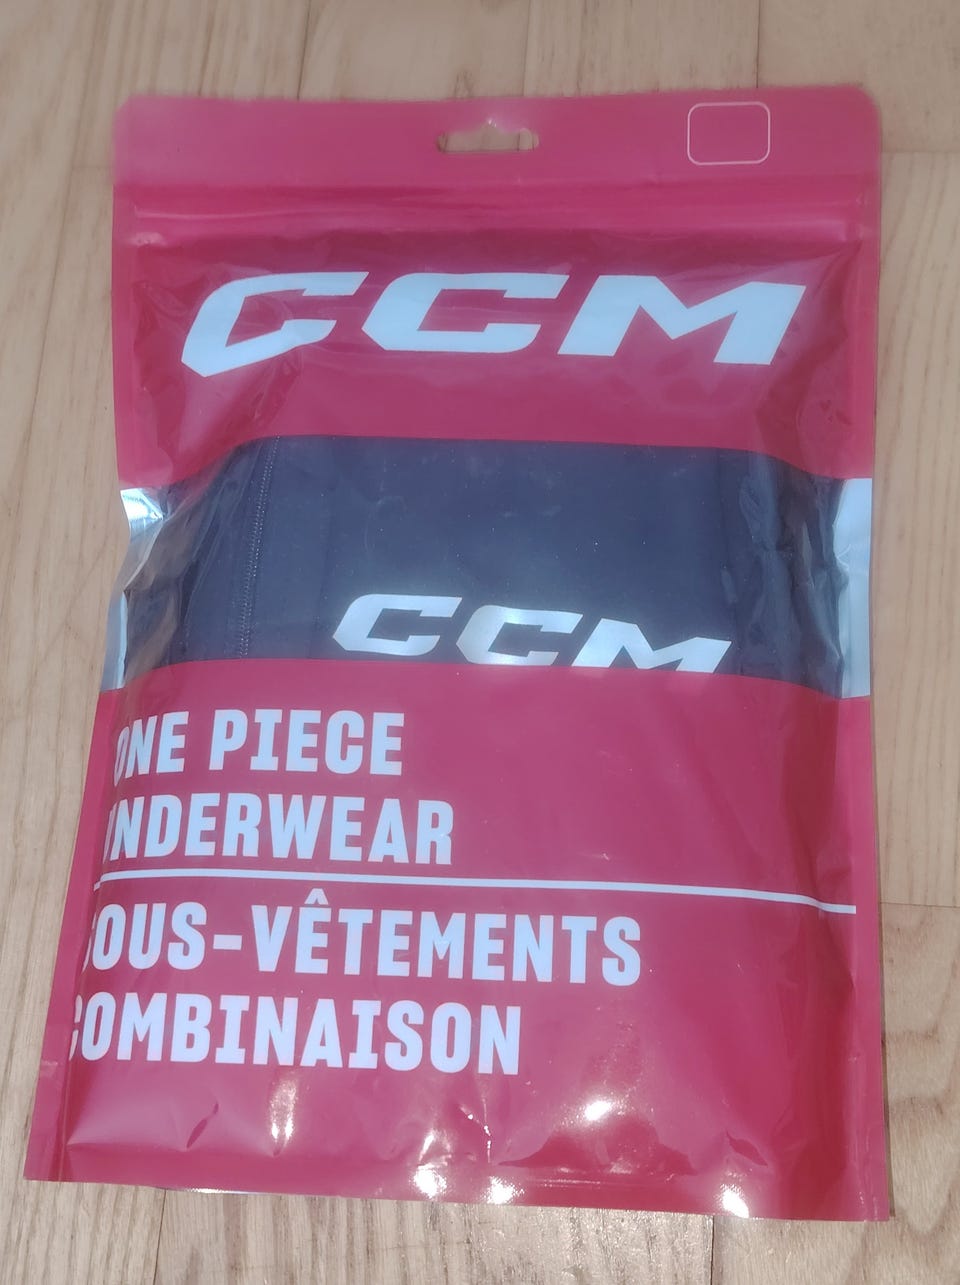 CCM
CCM
ONE PIECE
UNDERWEAR
SOUS-VÊTEMENTS
COMBINAISON